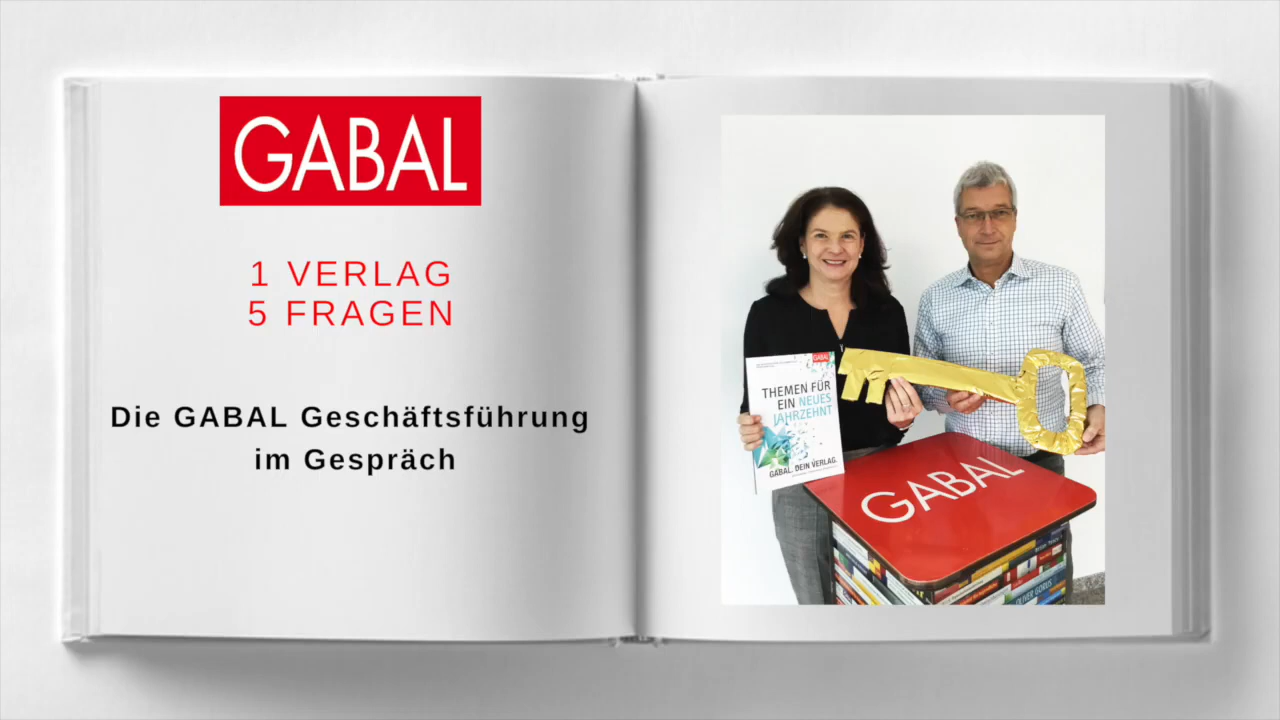 GABAL
1 VERLAG
5 FRAGEN
Die GABAL Geschäftsführung
im Gespräch
GABAL
THEMEN FÜR
EIN NEUES
JAHRZEHNT
GABAL. DEIN VERLAG.
GABAL
OLIVER GORUS